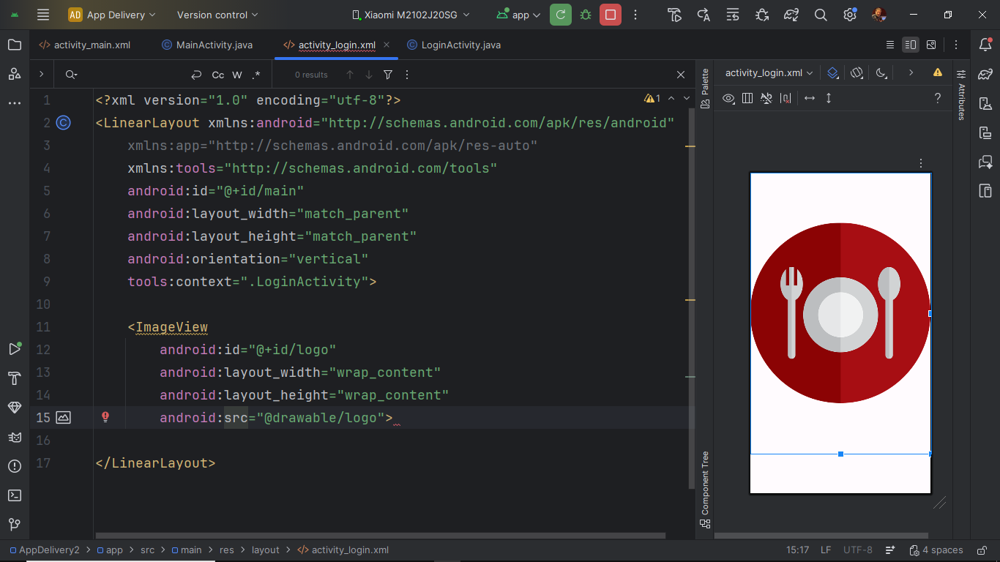 AD App Delivery Version control Xiaomi M2102J20SG app
activity_main.xml MainActivity.java activity_login.xml LoginActivity.java
Cc W .* 0 results
activity_login.xml
Palette
Attributes
Component Tree
1 <?xml version="1.0" encoding="utf-8"?>
1
2 <LinearLayout xmlns:android="http://schemas.android.com/apk/res/android"
3 xmlns:app="http://schemas.android.com/apk/res-auto"
4 xmlns:tools="http://schemas.android.com/tools"
5 android:id="@+id/main"
6 android:layout_width="match_parent"
7 android:layout_height="match_parent"
8 android:orientation="vertical"
9 tools:context=".LoginActivity">
10
11 <ImageView
12 android:id="@+id/logo"
13 android:layout_width="wrap_content"
14 android:layout_height="wrap_content"
15 android:src="@drawable/logo">
16
17 </LinearLayout>
AppDelivery2 > app > src > main > res > layout > activity_login.xml 15:17 LF UTF-8 4 spaces